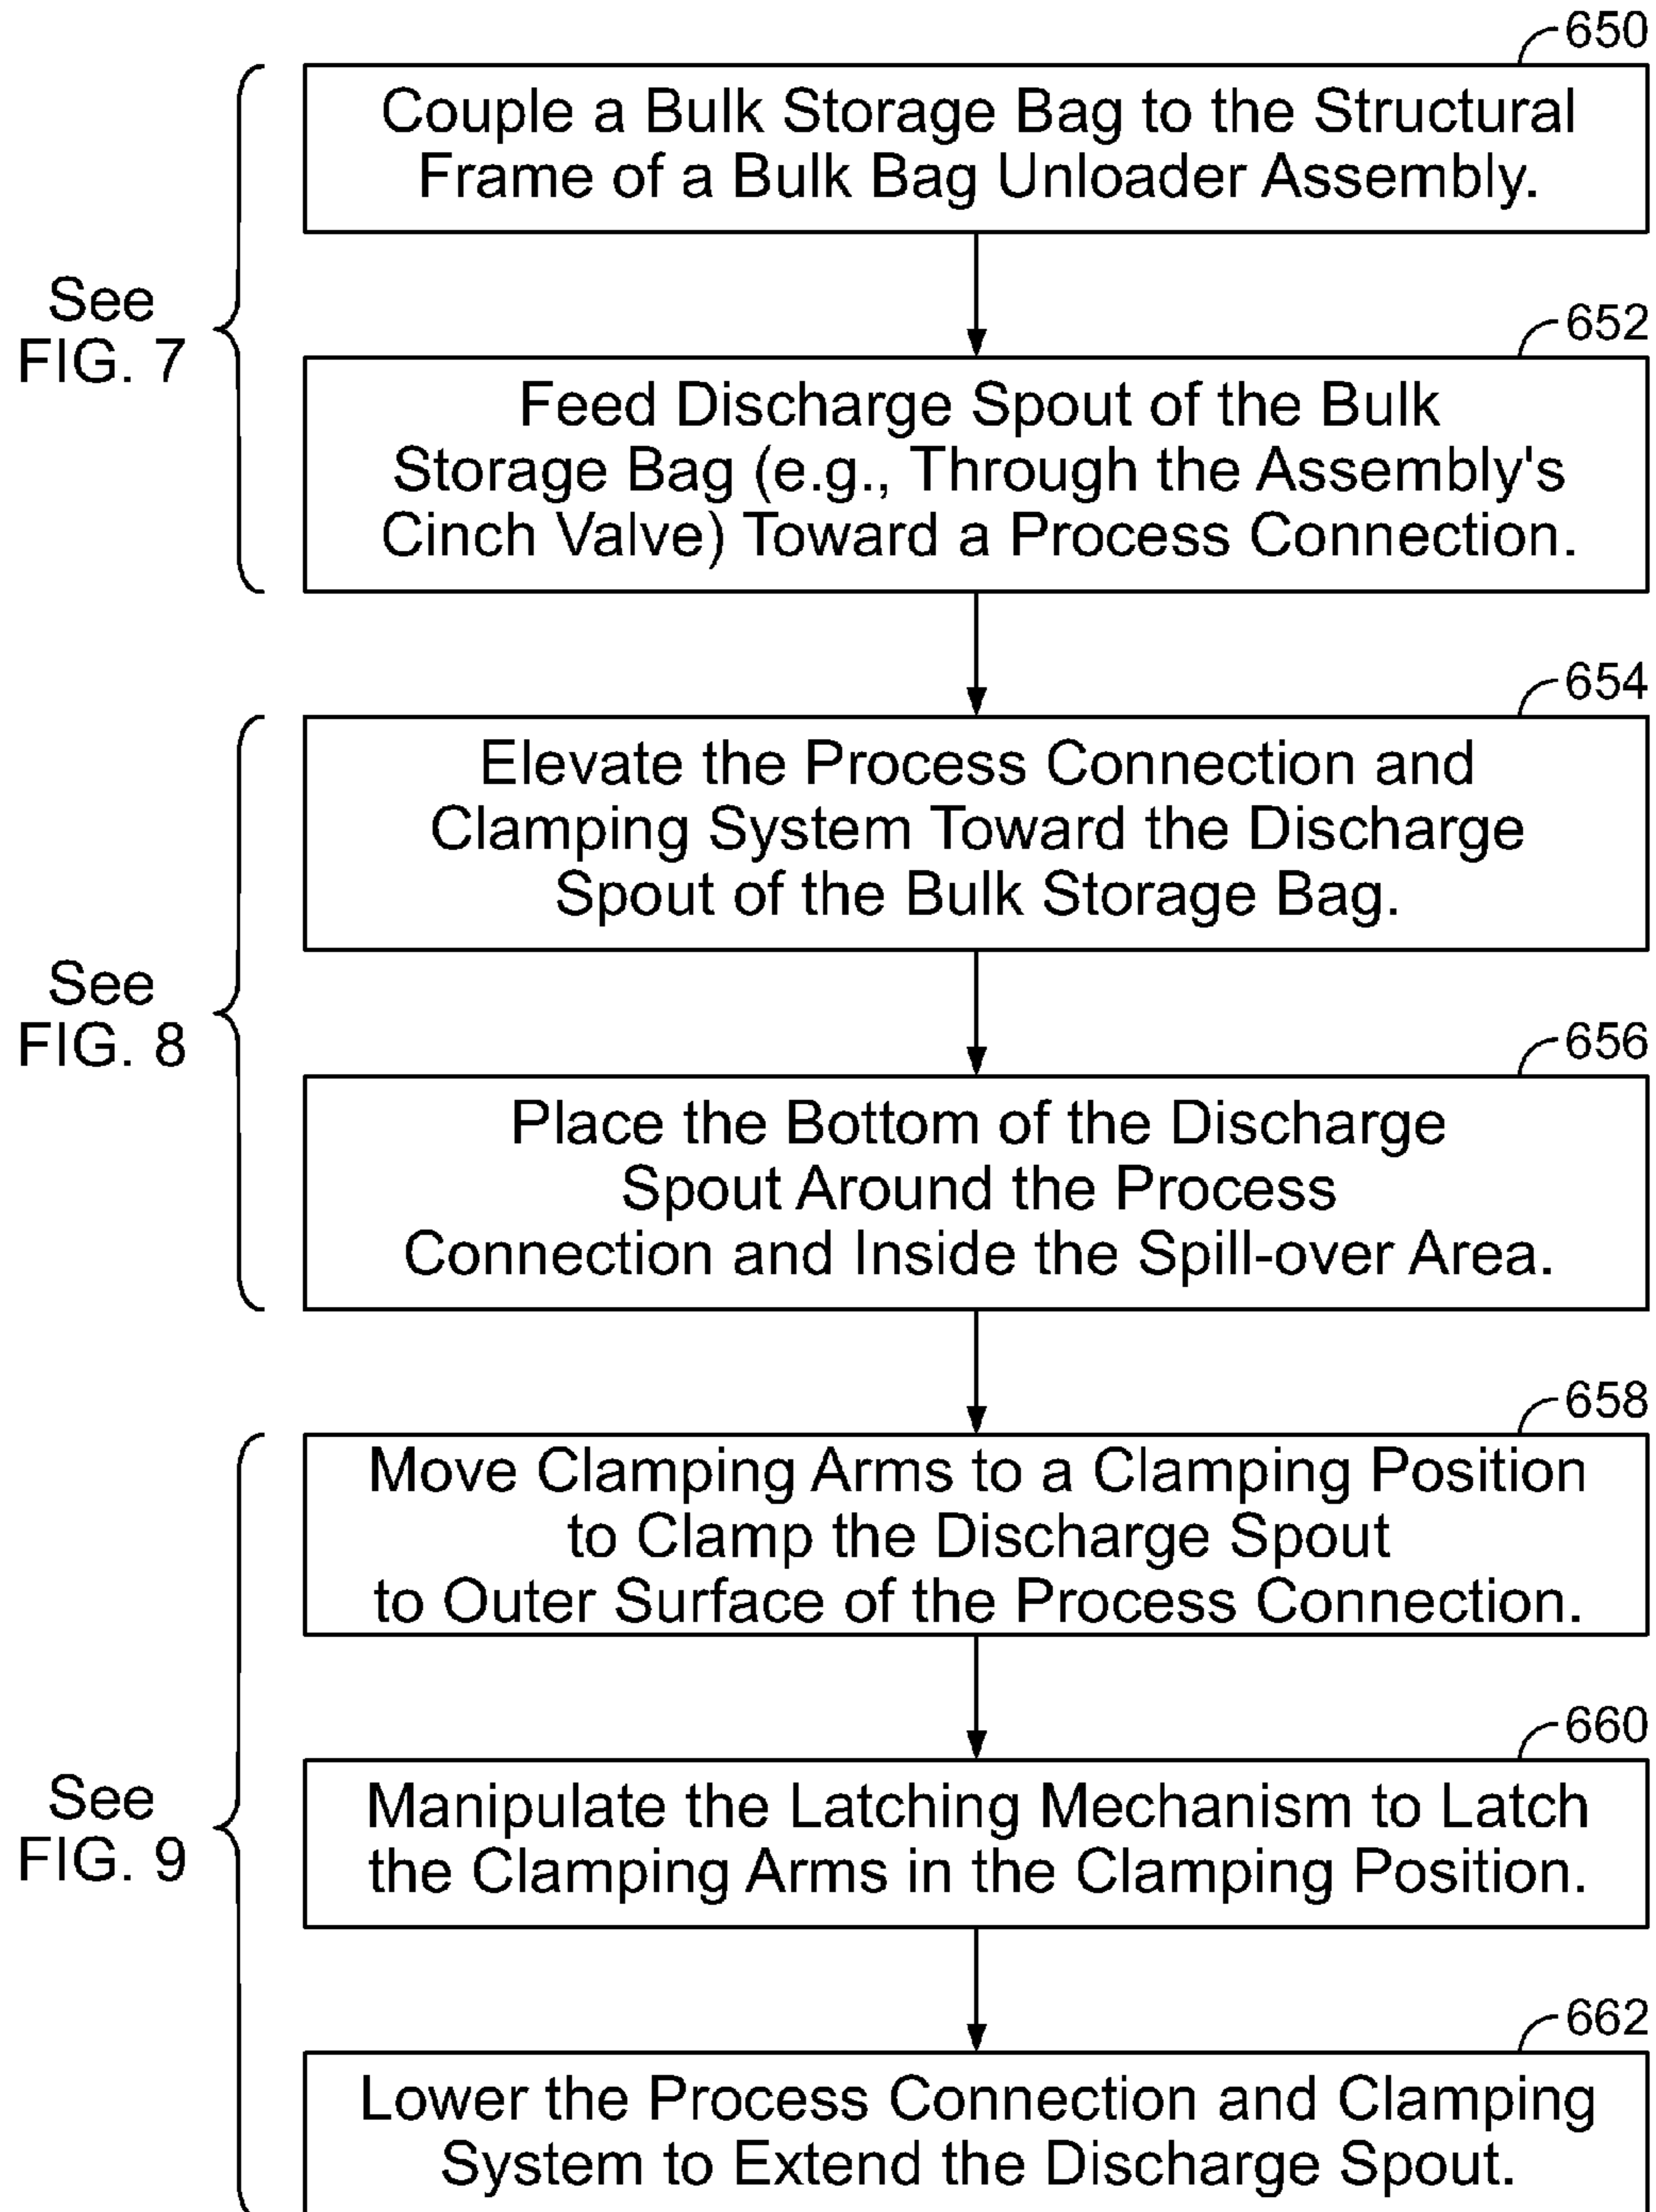 650
Couple a Bulk Storage Bag to the Structural
Frame of a Bulk Bag Unloader Assembly.
See
FIG. 7
652
Feed Discharge Spout of the Bulk
Storage Bag (e.g., Through the Assembly's
Cinch Valve) Toward a Process Connection.
654
Elevate the Process Connection and
Clamping System Toward the Discharge
Spout of the Bulk Storage Bag.
See
FIG. 8
656
Place the Bottom of the Discharge
Spout Around the Process
Connection and Inside the Spill-over Area.
658
Move Clamping Arms to a Clamping Position
to Clamp the Discharge Spout
to Outer Surface of the Process Connection.
660
Manipulate the Latching Mechanism to Latch
the Clamping Arms in the Clamping Position.
See
FIG. 9
662
Lower the Process Connection and Clamping
System to Extend the Discharge Spout.